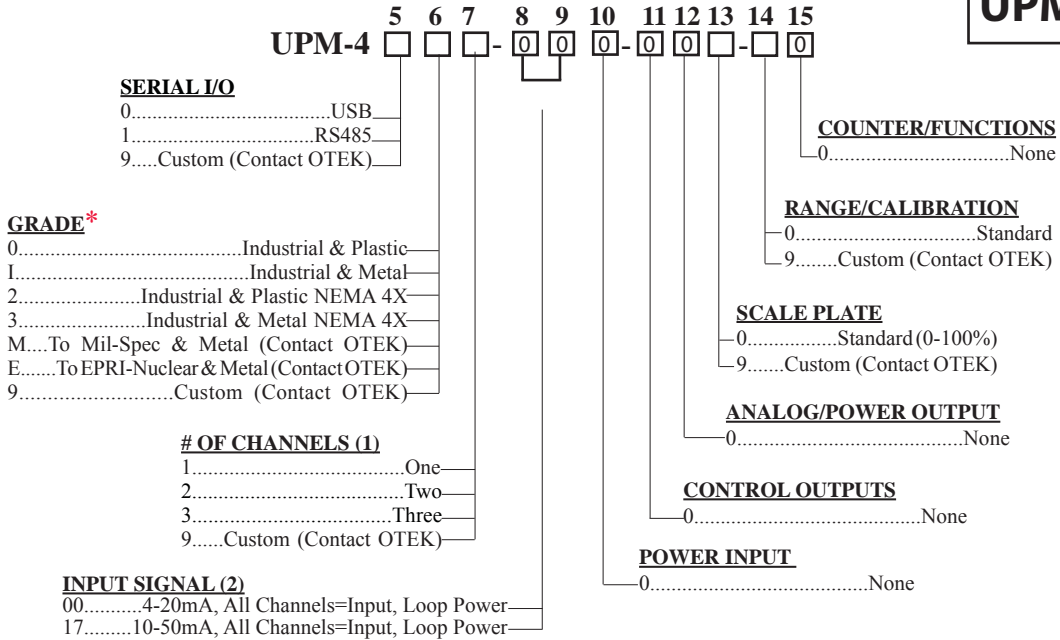 5 6 7 8 9 10 11 12 13 14 15
UPM-4 - 0 0 0 - 0 0 - 0
UPM
SERIAL I/O
0..................................USB
1...............................RS485
9.....Custom (Contact OTEK)
COUNTER/FUNCTIONS
0...............................None
RANGE/CALIBRATION
0...............................Standard
9........Custom (Contact OTEK)
GRADE*
0.......................................Industrial & Plastic
I........................................Industrial & Metal
2.....................Industrial & Plastic NEMA 4X
3......................Industrial & Metal NEMA 4X
M....To Mil-Spec & Metal (Contact OTEK)
E.......To EPRI-Nuclear & Metal (Contact OTEK)
9...........................Custom (Contact OTEK)
SCALE PLATE
0................Standard (0-100%)
9.......Custom (Contact OTEK)
ANALOG/POWER OUTPUT
0.......................................None
# OF CHANNELS (1)
1....................................One
2....................................Two
3..................................Three
9......Custom (Contact OTEK)
CONTROL OUTPUTS
0........................................None
POWER INPUT
0.......................................None
INPUT SIGNAL (2)
00..........4-20mA, All Channels=Input, Loop Power
17.........10-50mA, All Channels=Input, Loop Power